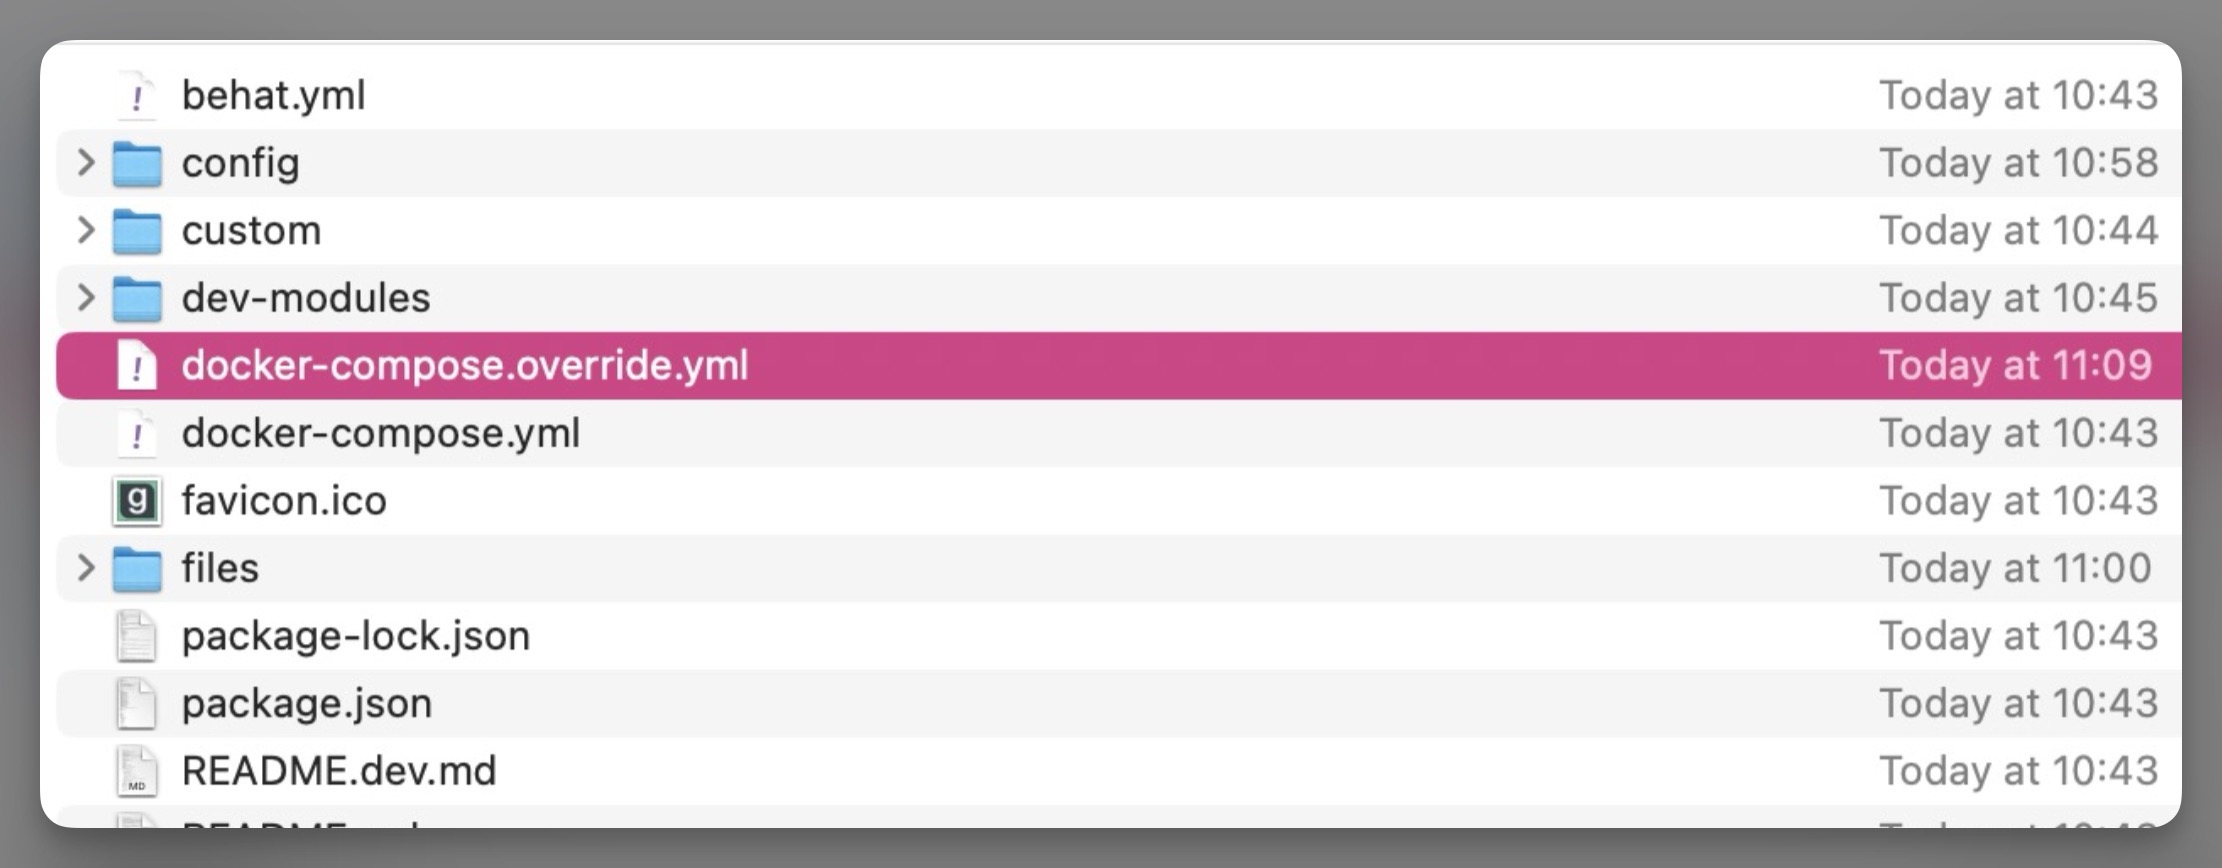 behat.yml Today at 10:43
config Today at 10:58
custom Today at 10:44
dev-modules Today at 10:45
docker-compose.override.yml Today at 11:09
docker-compose.yml Today at 10:43
g favicon.ico Today at 10:43
files Today at 11:00
package-lock.json Today at 10:43
package.json Today at 10:43
MD README.dev.md Today at 10:43